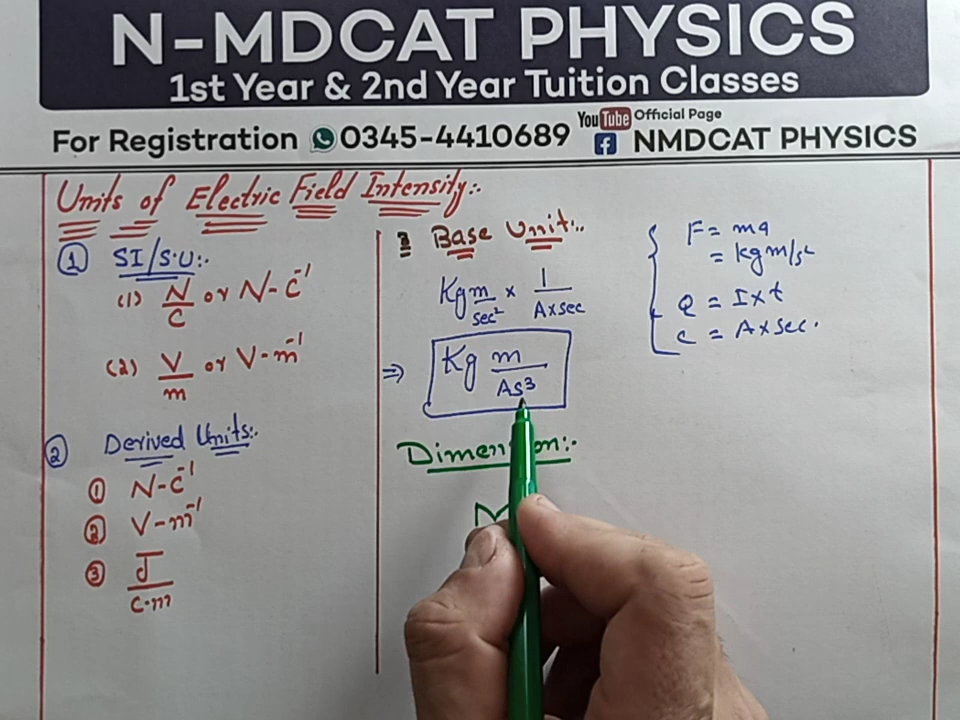 N-MDCAT PHYSICS
1st Year & 2nd Year Tuition Classes
For Registration 0345-4410689 YouTube Official Page
NMDCAT PHYSICS
Units of Electric Field Intensity:-
① SI/S.U:-
(1) N/C or N-C⁻¹
(2) V/m or V-m⁻¹
② Derived Units:-
① N-C⁻¹
② V-m⁻¹
③ J/C·m
3 Base Unit:-
Kg m/sec² × 1/A×sec
⇒ Kg m/As³
Dimension:-
M
F = ma
= kgm/s²
Q = I×t
C = A×sec.